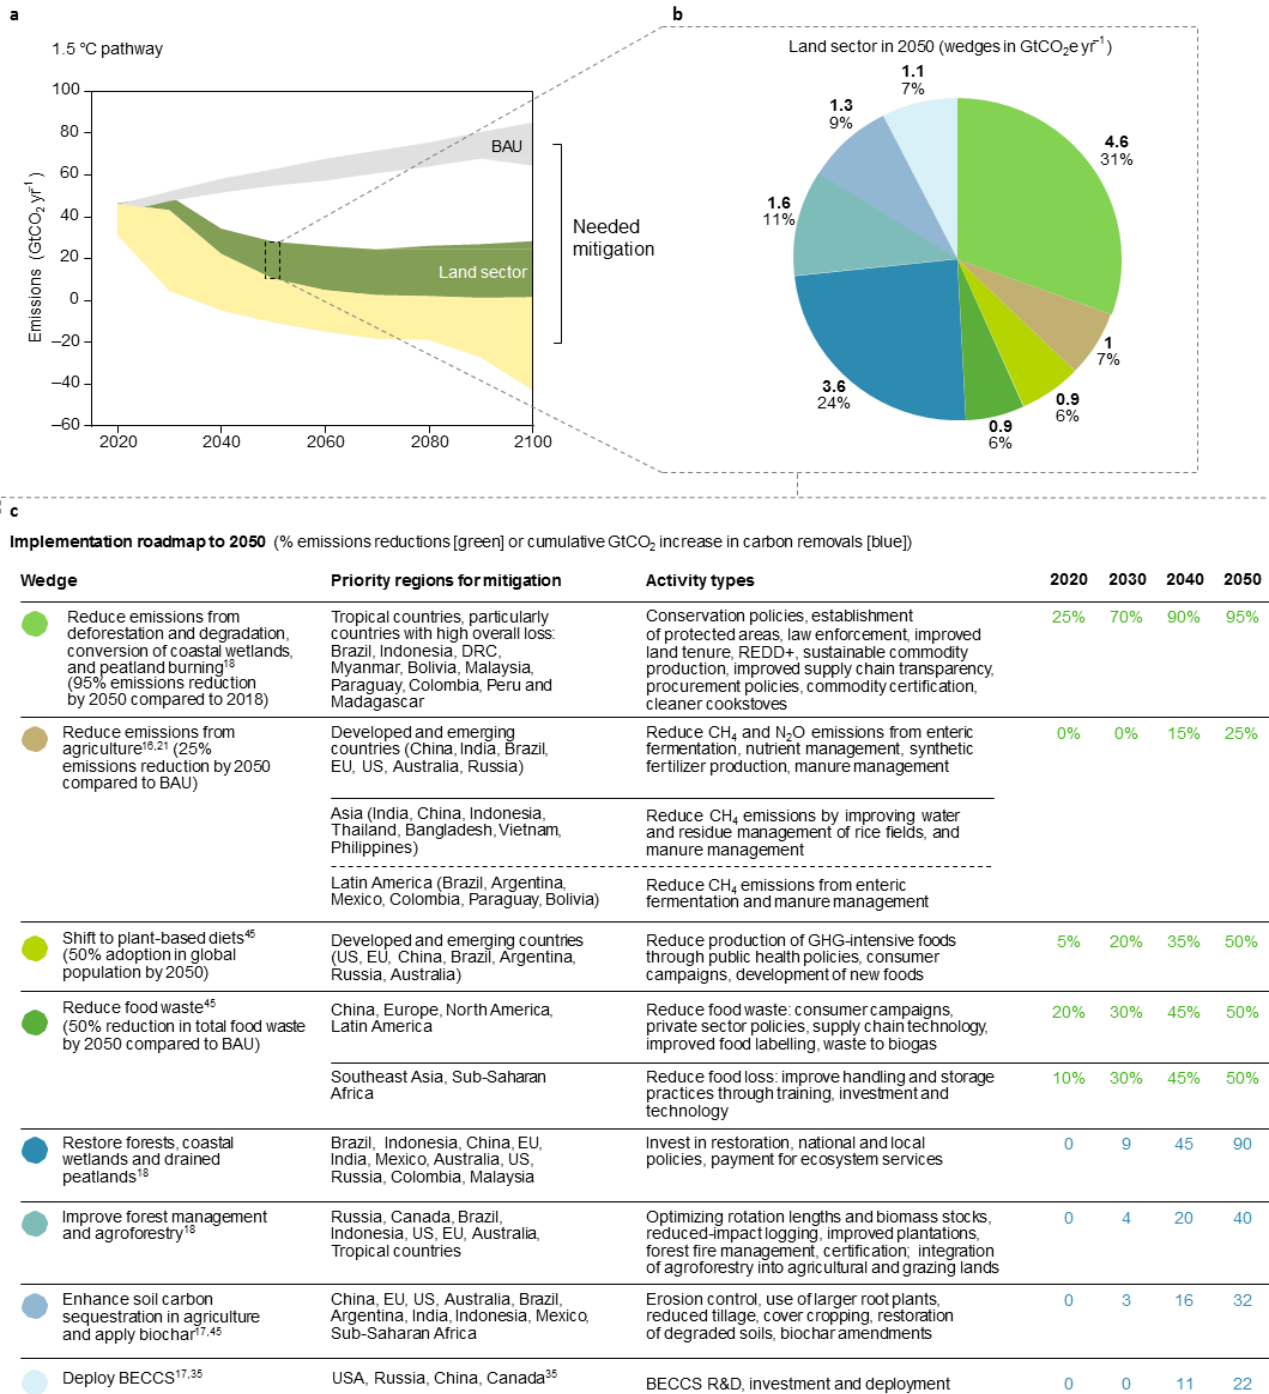 a
1.5 °C pathway
100
80
60
40
20
0
–20
–40
–60
Emissions (GtCO2 yr-1)
2020
2040
2060
2080
2100
BAU
Land sector
Needed
mitigation
b
Land sector in 2050 (wedges in GtCO2e yr-1)
1.1
7%
1.3
9%
4.6
31%
1.6
11%
1
7%
3.6
24%
0.9
6%
0.9
6%
c
Implementation roadmap to 2050 (% emissions reductions [green] or cumulative GtCO2 increase in carbon removals [blue])
Wedge Priority regions for mitigation Activity types 2020 2030 2040 2050
Reduce emissions from
deforestation and degradation,
conversion of coastal wetlands,
and peatland burning18
(95% emissions reduction
by 2050 compared to 2018)
Tropical countries, particularly
countries with high overall loss:
Brazil, Indonesia, DRC,
Myanmar, Bolivia, Malaysia,
Paraguay, Colombia, Peru and
Madagascar
Conservation policies, establishment
of protected areas, law enforcement, improved
land tenure, REDD+, sustainable commodity
production, improved supply chain transparency,
procurement policies, commodity certification,
cleaner cookstoves
25% 70% 90% 95%
Reduce emissions from
agriculture16,21 (25%
emissions reduction by 2050
compared to BAU)
Developed and emerging
countries (China, India, Brazil,
EU, US, Australia, Russia)
Reduce CH4 and N2O emissions from enteric
fermentation, nutrient management, synthetic
fertilizer production, manure management
0% 0% 15% 25%
Asia (India, China, Indonesia,
Thailand, Bangladesh, Vietnam,
Philippines)
Reduce CH4 emissions by improving water
and residue management of rice fields, and
manure management
Latin America (Brazil, Argentina,
Mexico, Colombia, Paraguay, Bolivia)
Reduce CH4 emissions from enteric
fermentation and manure management
Shift to plant-based diets45
(50% adoption in global
population by 2050)
Developed and emerging countries
(US, EU, China, Brazil, Argentina,
Russia, Australia)
Reduce production of GHG-intensive foods
through public health policies, consumer
campaigns, development of new foods
5% 20% 35% 50%
Reduce food waste45
(50% reduction in total food waste
by 2050 compared to BAU)
China, Europe, North America,
Latin America
Reduce food waste: consumer campaigns,
private sector policies, supply chain technology,
improved food labelling, waste to biogas
20% 30% 45% 50%
Southeast Asia, Sub-Saharan
Africa
Reduce food loss: improve handling and storage
practices through training, investment and
technology
10% 30% 45% 50%
Restore forests, coastal
wetlands and drained
peatlands18
Brazil, Indonesia, China, EU,
India, Mexico, Australia, US,
Russia, Colombia, Malaysia
Invest in restoration, national and local
policies, payment for ecosystem services
0 9 45 90
Improve forest management
and agroforestry18
Russia, Canada, Brazil,
Indonesia, US, EU, Australia,
Tropical countries
Optimizing rotation lengths and biomass stocks,
reduced-impact logging, improved plantations,
forest fire management, certification; integration
of agroforestry into agricultural and grazing lands
0 4 20 40
Enhance soil carbon
sequestration in agriculture
and apply biochar17,45
China, EU, US, Australia, Brazil,
Argentina, India, Indonesia, Mexico,
Sub-Saharan Africa
Erosion control, use of larger root plants,
reduced tillage, cover cropping, restoration
of degraded soils, biochar amendments
0 3 16 32
Deploy BECCS17,35
USA, Russia, China, Canada35
BECCS R&D, investment and deployment
0 0 11 22